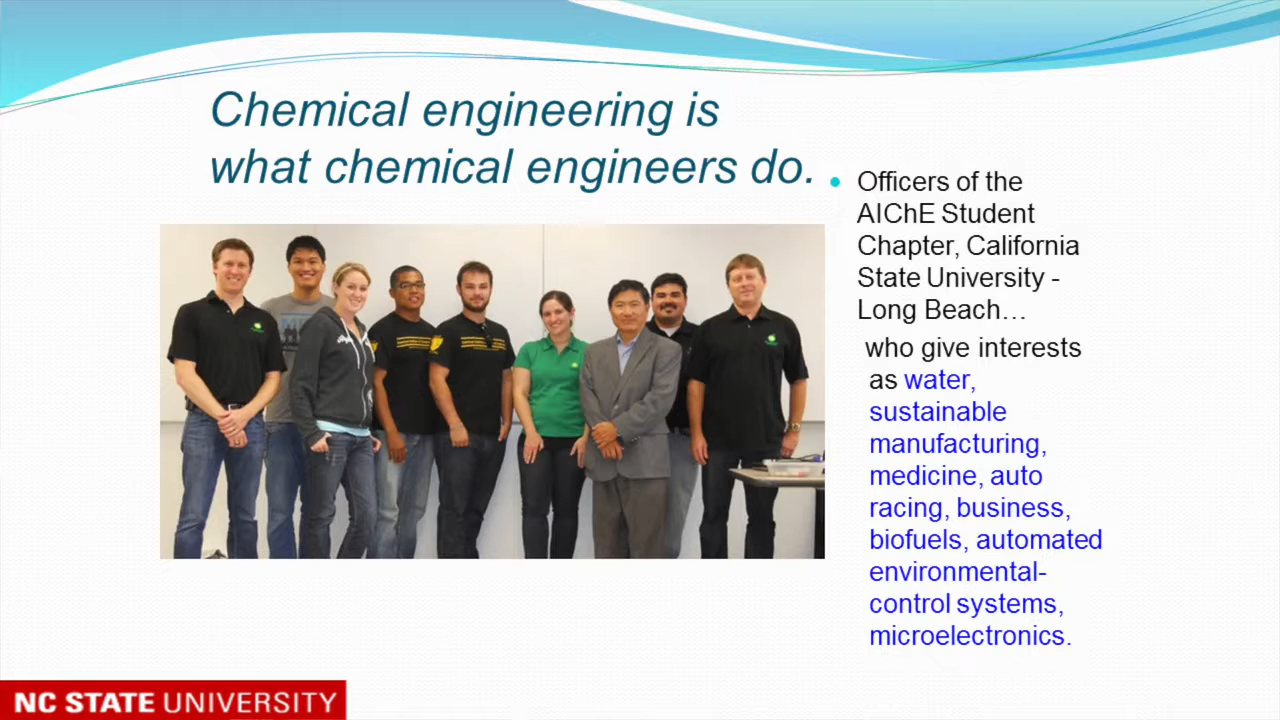 Chemical engineering is
what chemical engineers do.
• Officers of the
AIChE Student
Chapter, California
State University -
Long Beach…
who give interests
as water,
sustainable
manufacturing,
medicine, auto
racing, business,
biofuels, automated
environmental-
control systems,
microelectronics.
NC STATE UNIVERSITY